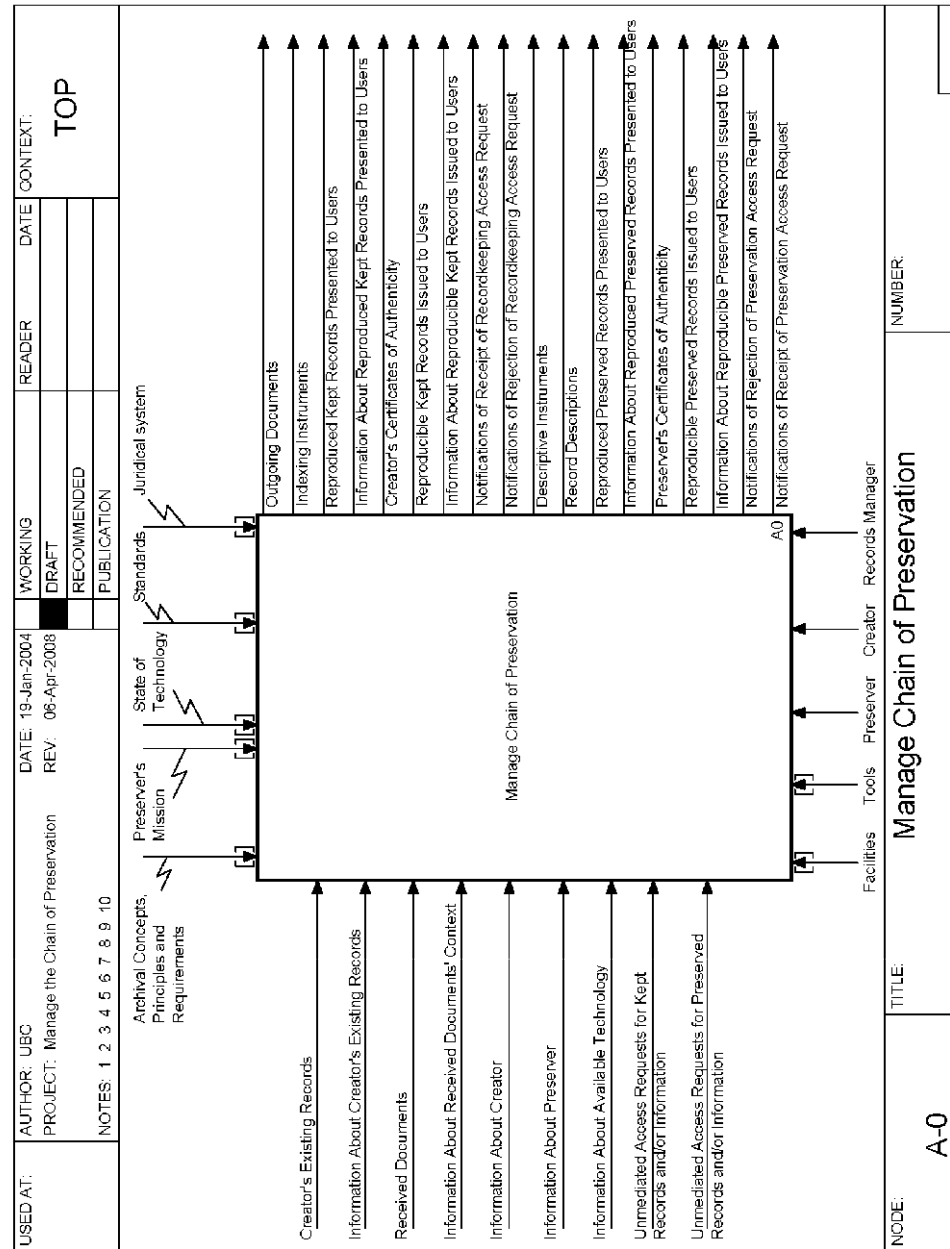 USED AT:
AUTHOR: UBC
PROJECT: Manage the Chain of Preservation
NOTES: 1 2 3 4 5 6 7 8 9 10
DATE: 19-Jan-2004
REV: 06-Apr-2008
WORKING
DRAFT
RECOMMENDED
PUBLICATION
READER
DATE
CONTEXT:
TOP
Archival Concepts,
Principles and
Requirements
Preserver's
Mission
State of
Technology
Standards
Juridical system
Creator's Existing Records
Information About Creator's Existing Records
Received Documents
Information About Received Documents' Context
Information About Creator
Information About Preserver
Information About Available Technology
Unmediated Access Requests for Kept
Records and/or Information
Unmediated Access Requests for Preserved
Records and/or Information
Manage Chain of Preservation
A0
Outgoing Documents
Indexing Instruments
Reproduced Kept Records Presented to Users
Information About Reproduced Kept Records Presented to Users
Creator's Certificates of Authenticity
Reproducible Kept Records Issued to Users
Information About Reproducible Kept Records Issued to Users
Notifications of Receipt of Recordkeeping Access Request
Notifications of Rejection of Recordkeeping Access Request
Descriptive Instruments
Record Descriptions
Reproduced Preserved Records Presented to Users
Information About Reproduced Preserved Records Presented to Users
Preserver's Certificates of Authenticity
Reproducible Preserved Records Issued to Users
Information About Reproducible Preserved Records Issued to Users
Notifications of Rejection of Preservation Access Request
Notifications of Receipt of Preservation Access Request
Facilities
Tools
Preserver
Creator
Records Manager
NODE:
A-0
TITLE:
Manage Chain of Preservation
NUMBER: